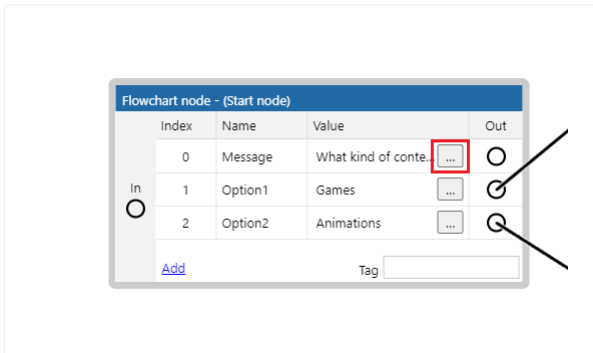 Flowchart node - (Start node)
Index Name Value Out
0 Message What kind of conte... ...
In
1 Option1 Games ...
2 Option2 Animations ...
Add Tag